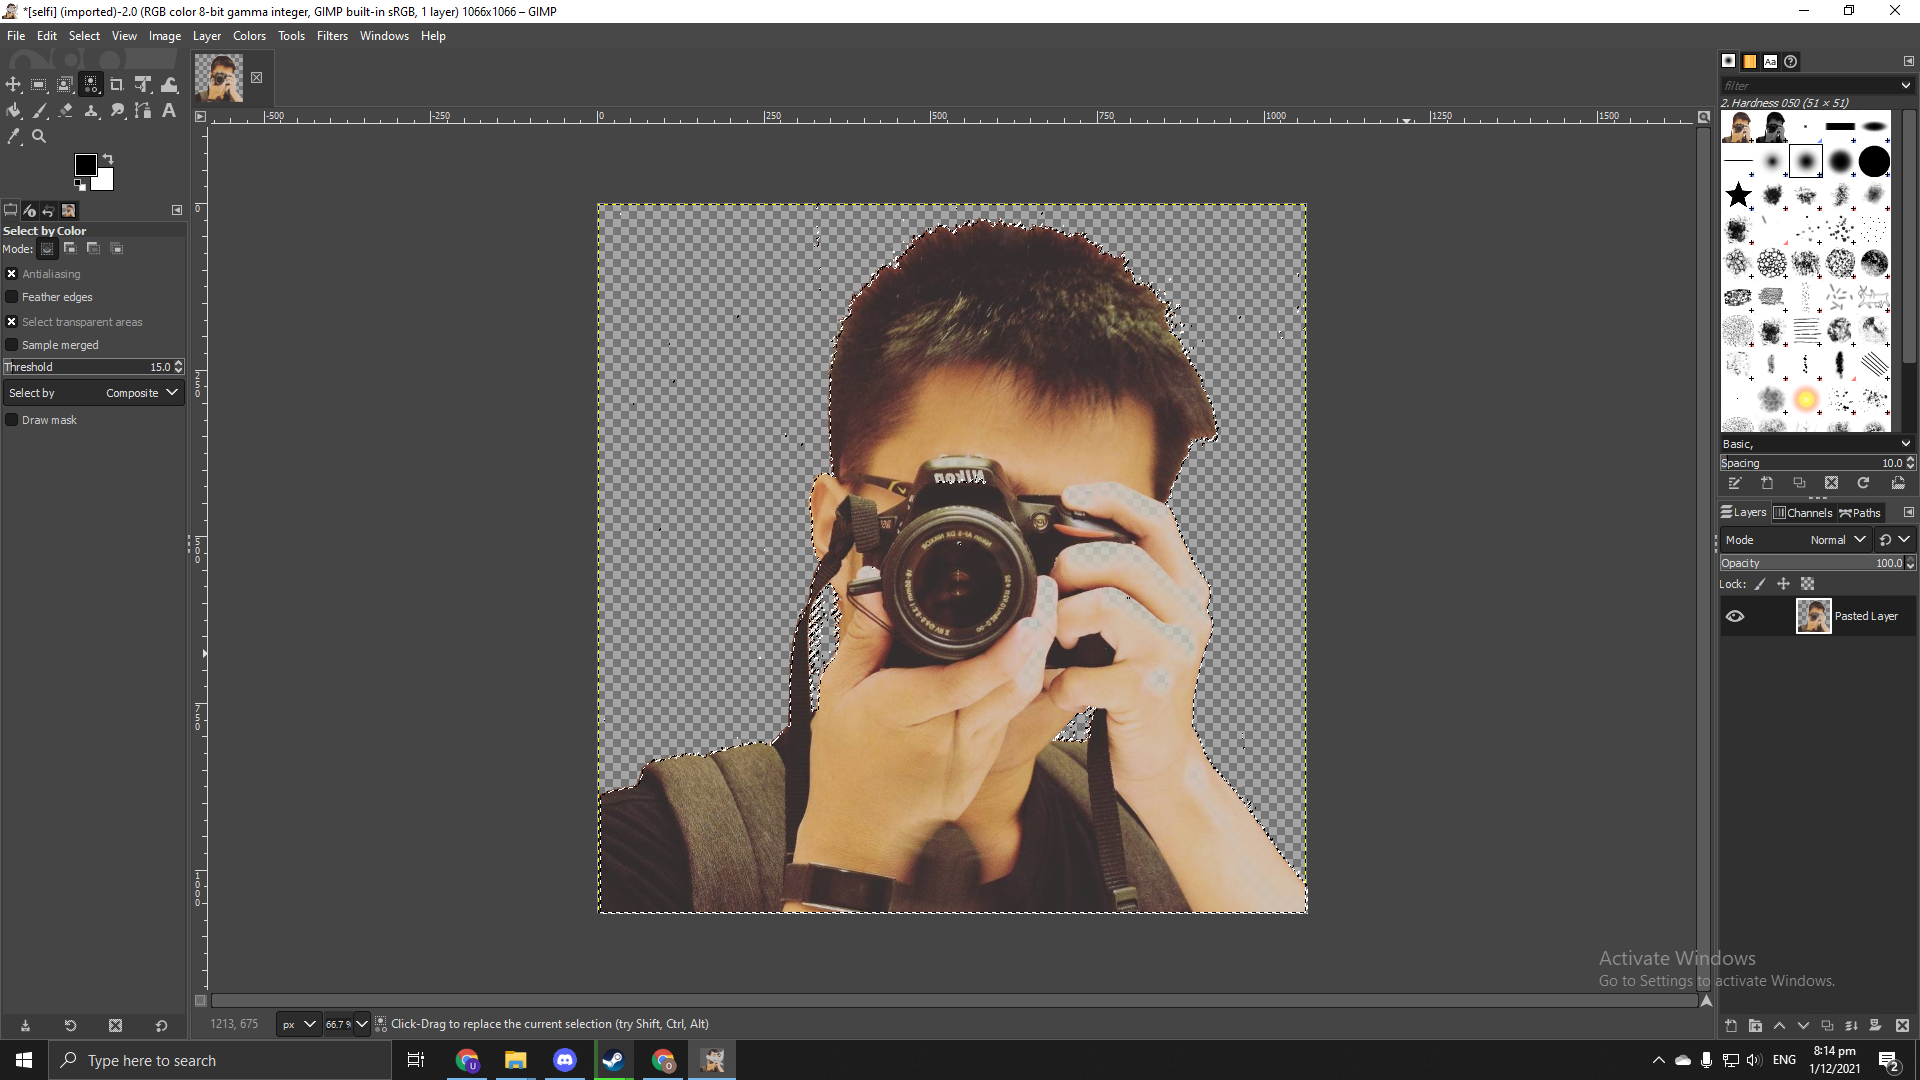 *[selfi] (imported)-2.0 (RGB color 8-bit gamma integer, GIMP built-in sRGB, 1 layer) 1066x1066 – GIMP
File Edit Select View Image Layer Colors Tools Filters Windows Help
Select by Color
Mode:
Antialiasing
Feather edges
Select transparent areas
Sample merged
Threshold 15.0
Select by Composite
Draw mask
-500 -250 0 250 500 750 1000 1250 1500
0
250
500
750
1000
Nikon
filter
2. Hardness 050 (51 × 51)
Basic,
Spacing 10.0
Layers Channels Paths
Mode Normal
Opacity 100.0
Lock:
Pasted Layer
Activate Windows
Go to Settings to activate Windows.
1213, 675 px 66.7 % Click-Drag to replace the current selection (try Shift, Ctrl, Alt)
Type here to search
ENG
8:14 pm
1/12/2021
2